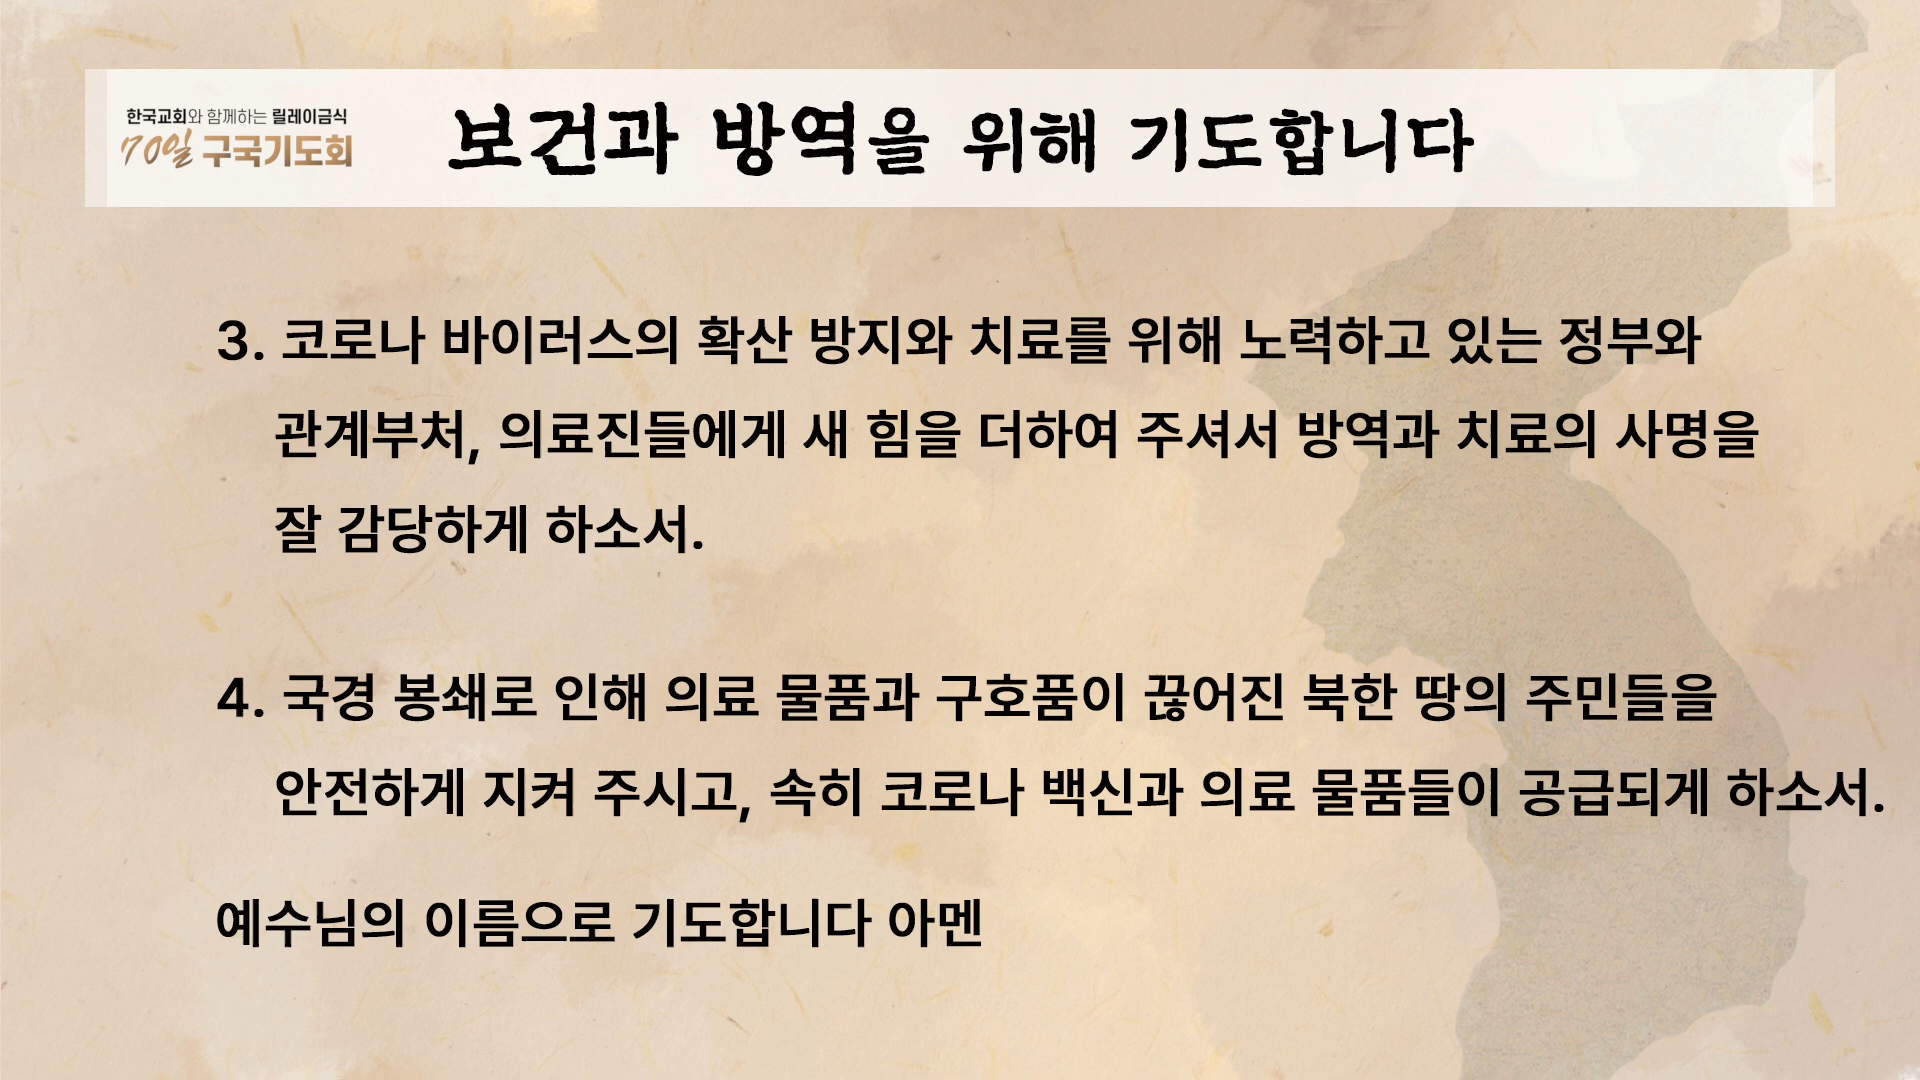 한국교회와 함께하는 릴레이금식
70일 구국기도회
보건과 방역을 위해 기도합니다
3. 코로나 바이러스의 확산 방지와 치료를 위해 노력하고 있는 정부와
관계부처, 의료진들에게 새 힘을 더하여 주셔서 방역과 치료의 사명을
잘 감당하게 하소서.
4. 국경 봉쇄로 인해 의료 물품과 구호품이 끊어진 북한 땅의 주민들을
안전하게 지켜 주시고, 속히 코로나 백신과 의료 물품들이 공급되게 하소서.
예수님의 이름으로 기도합니다 아멘